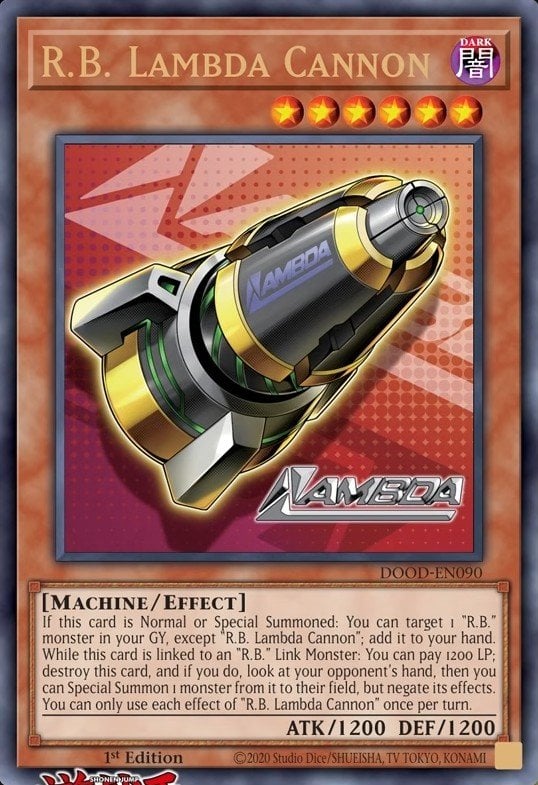 R.B. Lambda Cannon
DARK
闇
LAMBDA
LAMBDA
DOOD-EN090
[Machine/Effect]
If this card is Normal or Special Summoned: You can target 1 "R.B."
monster in your GY, except "R.B. Lambda Cannon"; add it to your hand.
While this card is linked to an "R.B." Link Monster: You can pay 1200 LP;
destroy this card, and if you do, look at your opponent's hand, then you
can Special Summon 1 monster from it to their field, but negate its effects.
You can only use each effect of "R.B. Lambda Cannon" once per turn.
ATK/1200 DEF/1200
1st Edition
©2020 Studio Dice/SHUEISHA, TV TOKYO, KONAMI
SHONEN JUMP